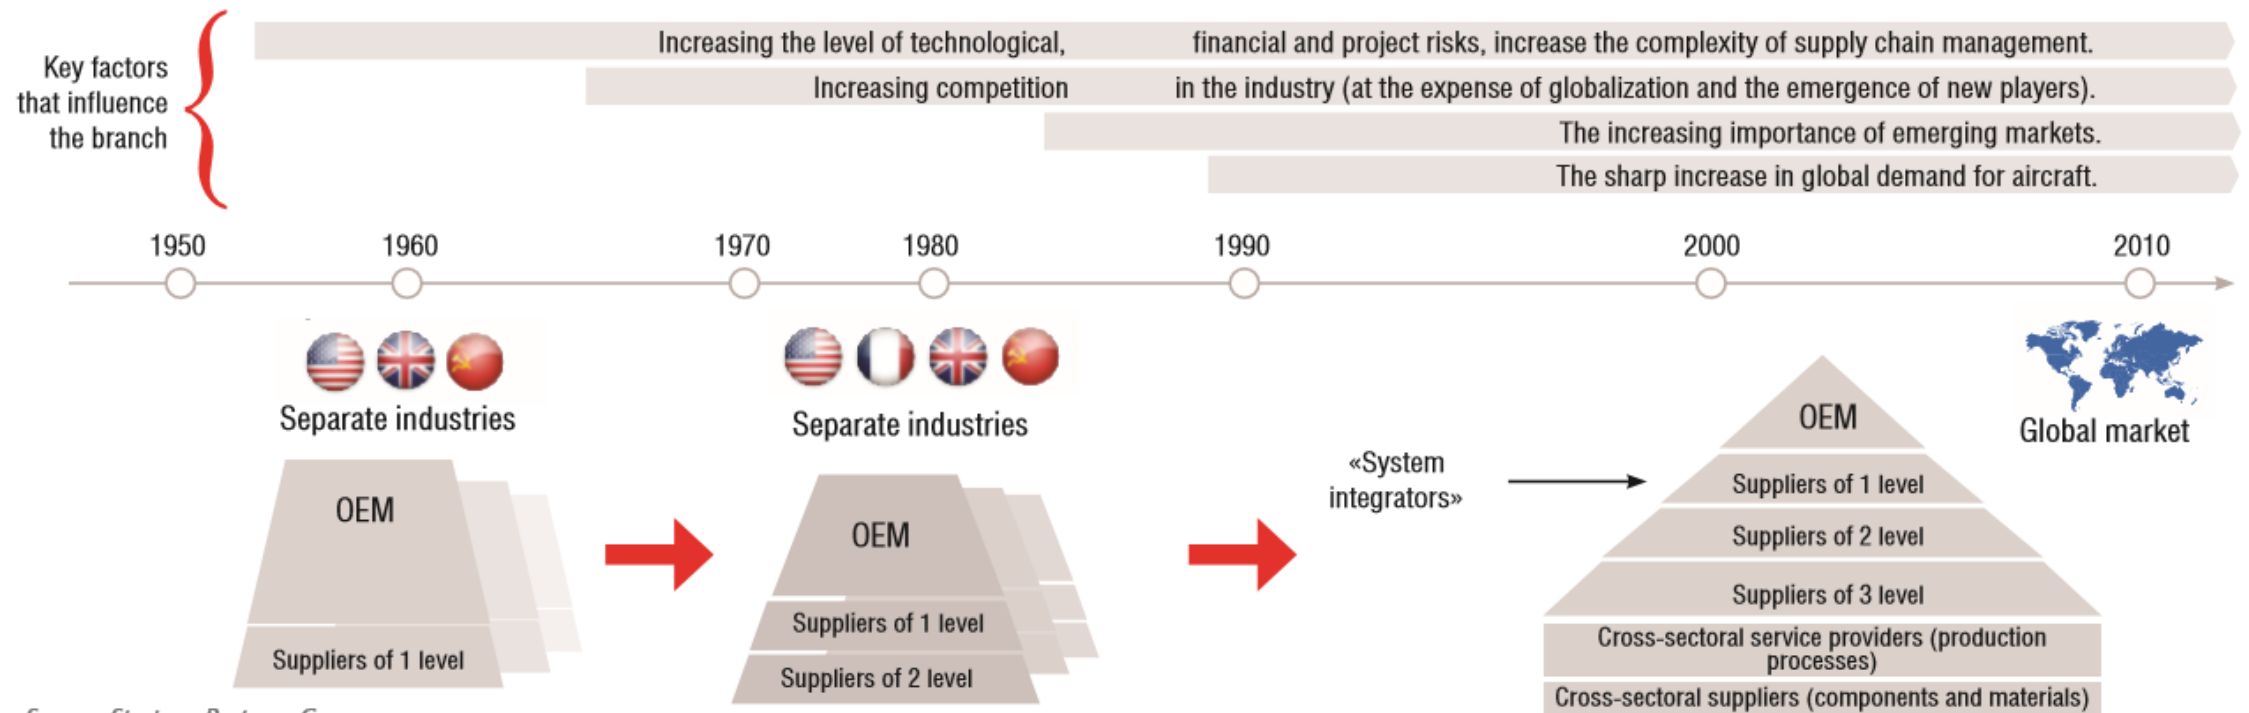 Key factors
that influence
the branch
Increasing the level of technological, financial and project risks, increase the complexity of supply chain management.
Increasing competition in the industry (at the expense of globalization and the emergence of new players).
The increasing importance of emerging markets.
The sharp increase in global demand for aircraft.
1950 1960 1970 1980 1990 2000 2010
Separate industries
OEM
Suppliers of 1 level
Separate industries
OEM
Suppliers of 1 level
Suppliers of 2 level
«System
integrators»
OEM
Suppliers of 1 level
Suppliers of 2 level
Suppliers of 3 level
Cross-sectoral service providers (production
processes)
Cross-sectoral suppliers (components and materials)
Global market